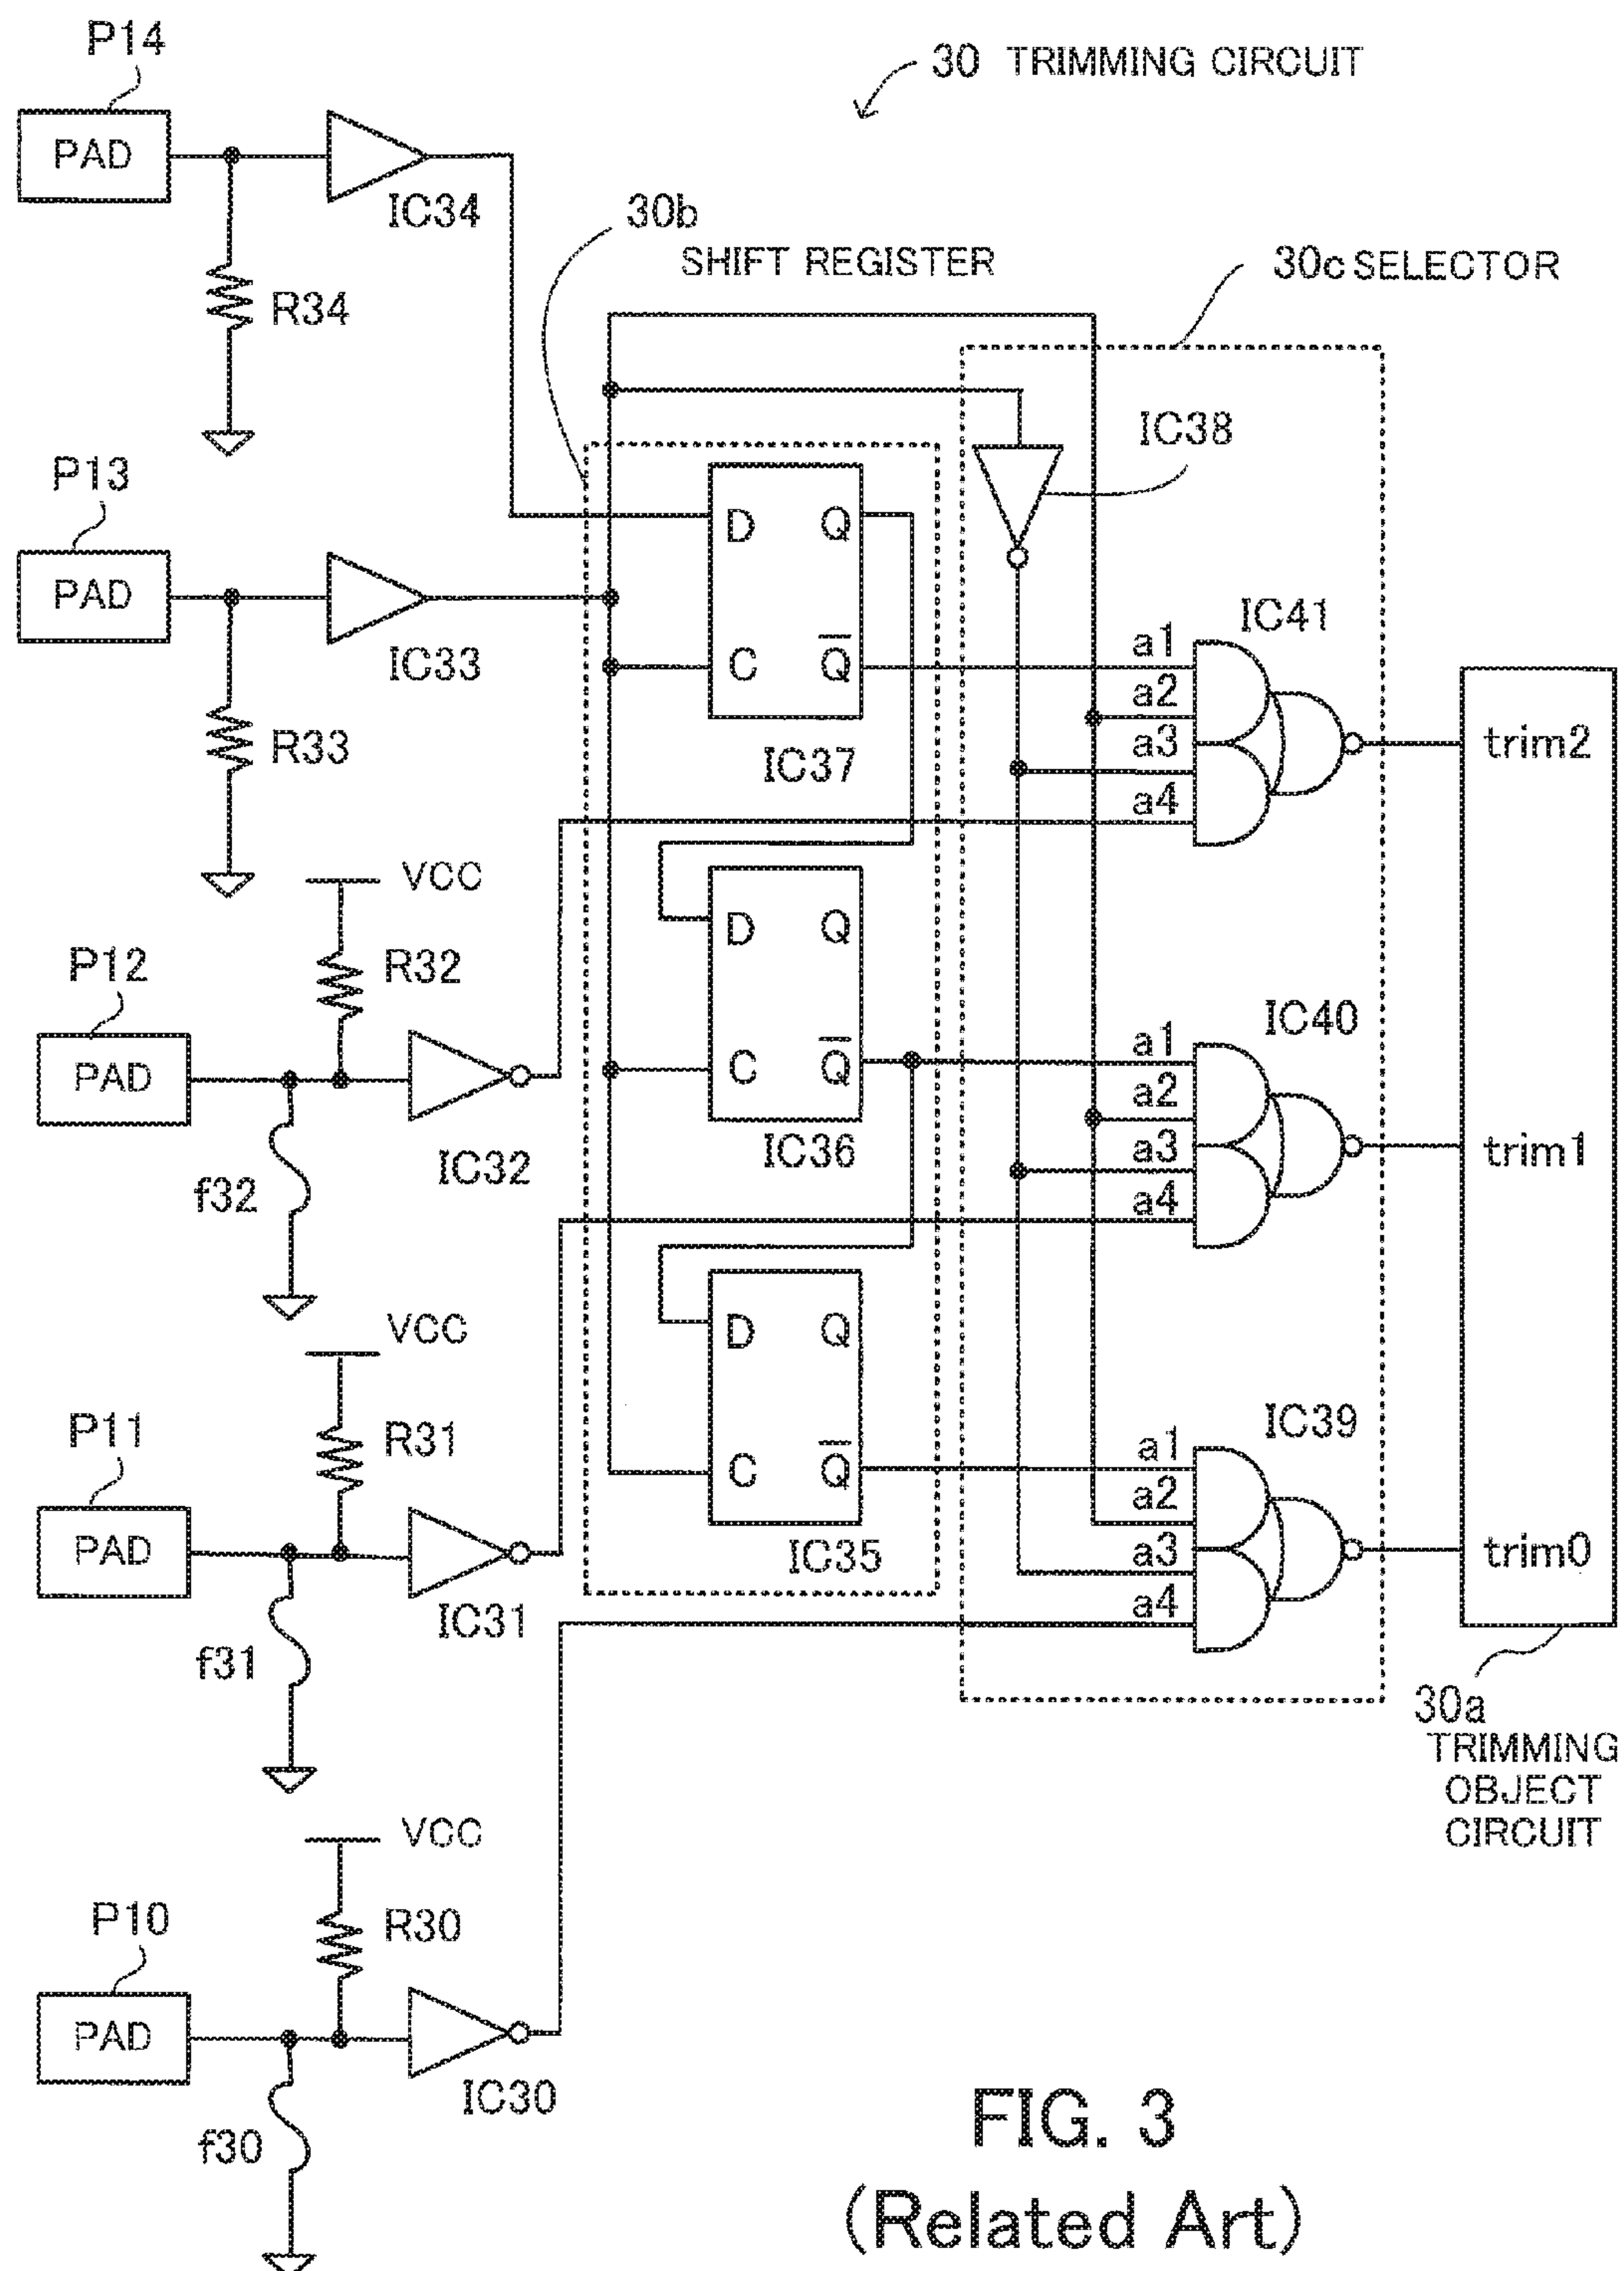 P14
30 TRIMMING CIRCUIT
PAD
IC34
30b
SHIFT REGISTER
30c SELECTOR
R34
IC38
P13
D Q
PAD
IC33
C Q̅
IC37
IC41
a1
a2
a3
a4
trim2
R33
VCC
P12
R32
D Q
PAD
IC32
C Q̅
IC36
IC40
a1
a2
a3
a4
trim1
f32
VCC
P11
R31
D Q
PAD
IC31
C Q̅
IC35
IC39
a1
a2
a3
a4
trim0
f31
30a
TRIMMING
OBJECT
CIRCUIT
VCC
P10
R30
PAD
IC30
f30
FIG. 3
(Related Art)